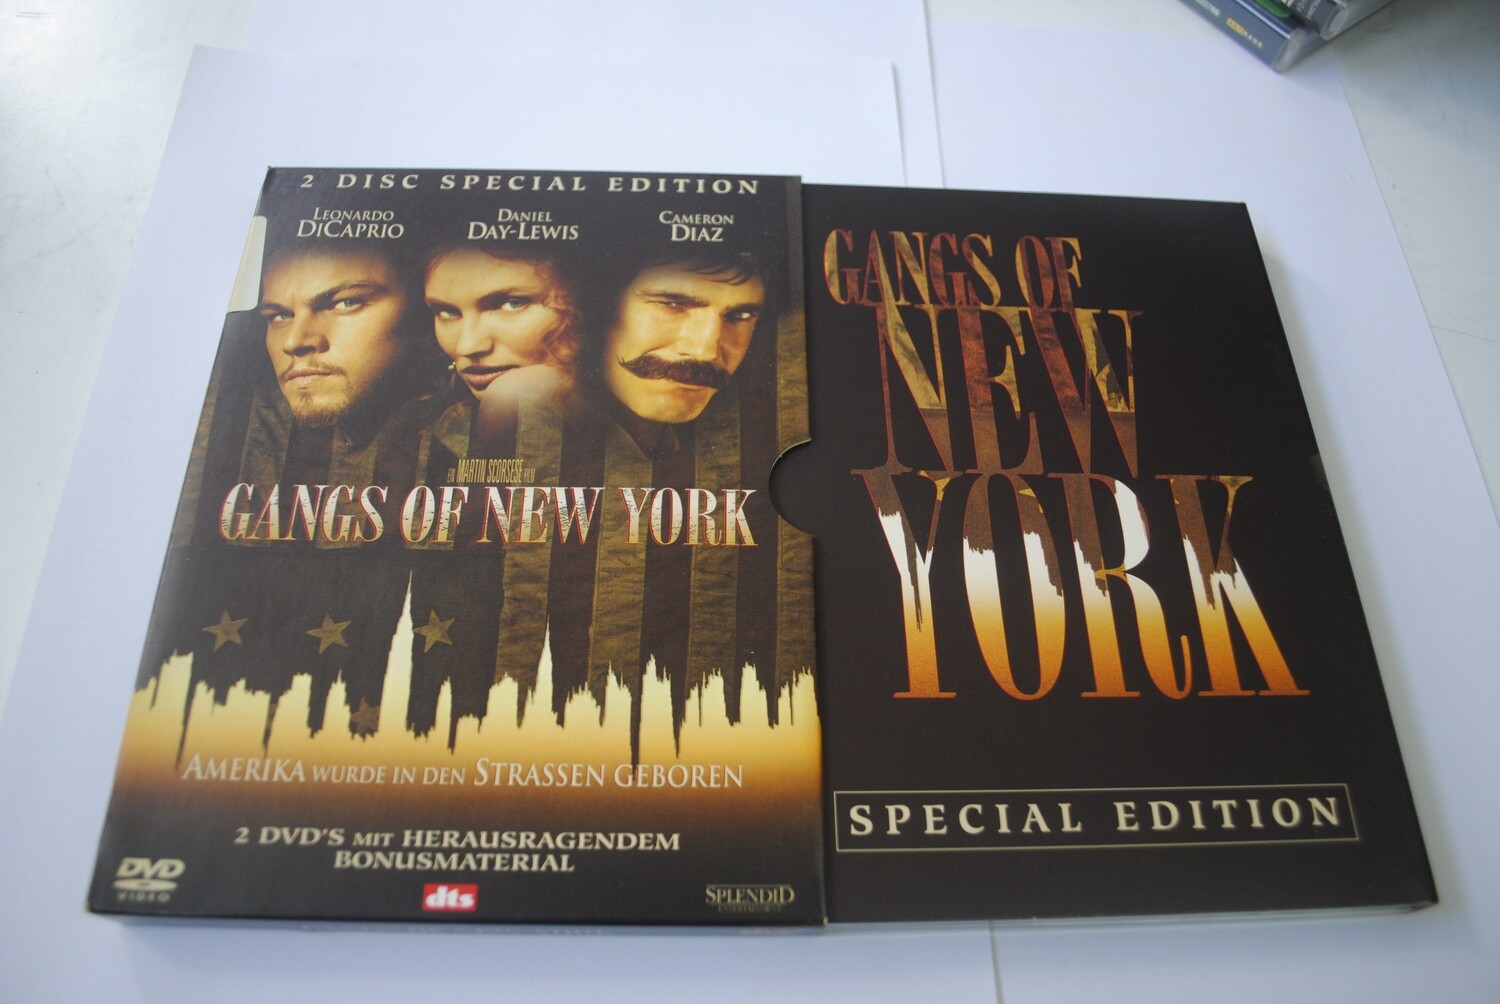 2 DISC SPECIAL EDITION
LEONARDO DICAPRIO
DANIEL DAY-LEWIS
CAMERON DIAZ
EIN MARTIN SCORSESE FILM
GANGS OF NEW YORK
AMERIKA WURDE IN DEN STRASSEN GEBOREN
2 DVD'S MIT HERAUSRAGENDEM
BONUSMATERIAL
DVD
VIDEO
dts
SPLENDID
ENTERTAINMENT
GANGS OF
NEW
YORK
SPECIAL EDITION